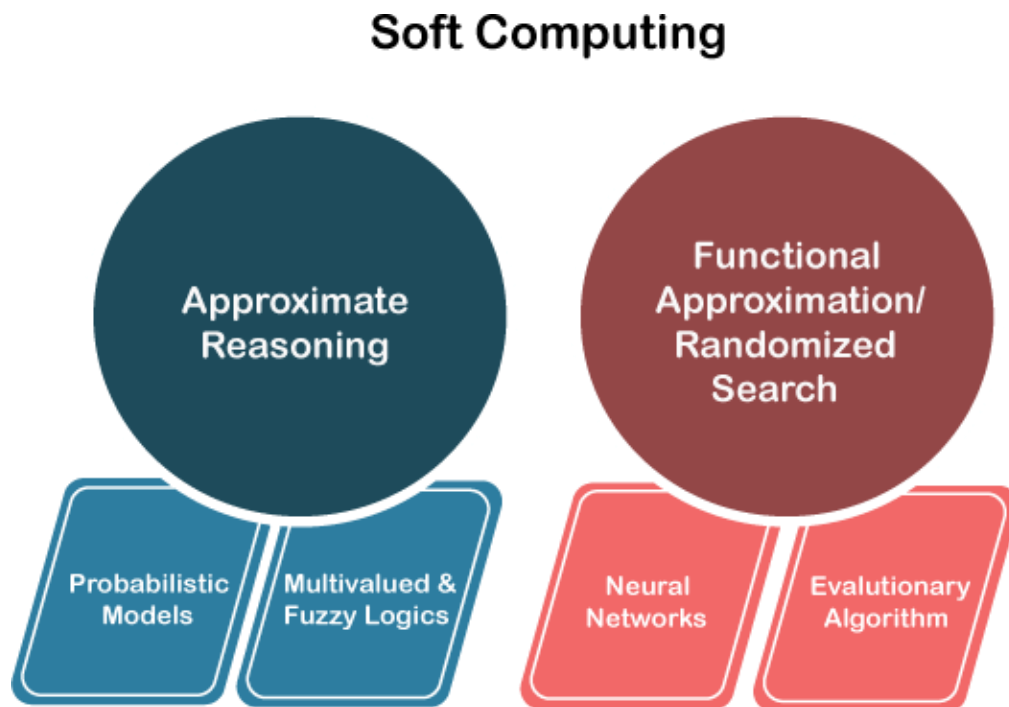 Soft Computing
Approximate
Reasoning
Functional
Approximation/
Randomized
Search
Probabilistic
Models
Multivalued &
Fuzzy Logics
Neural
Networks
Evalutionary
Algorithm